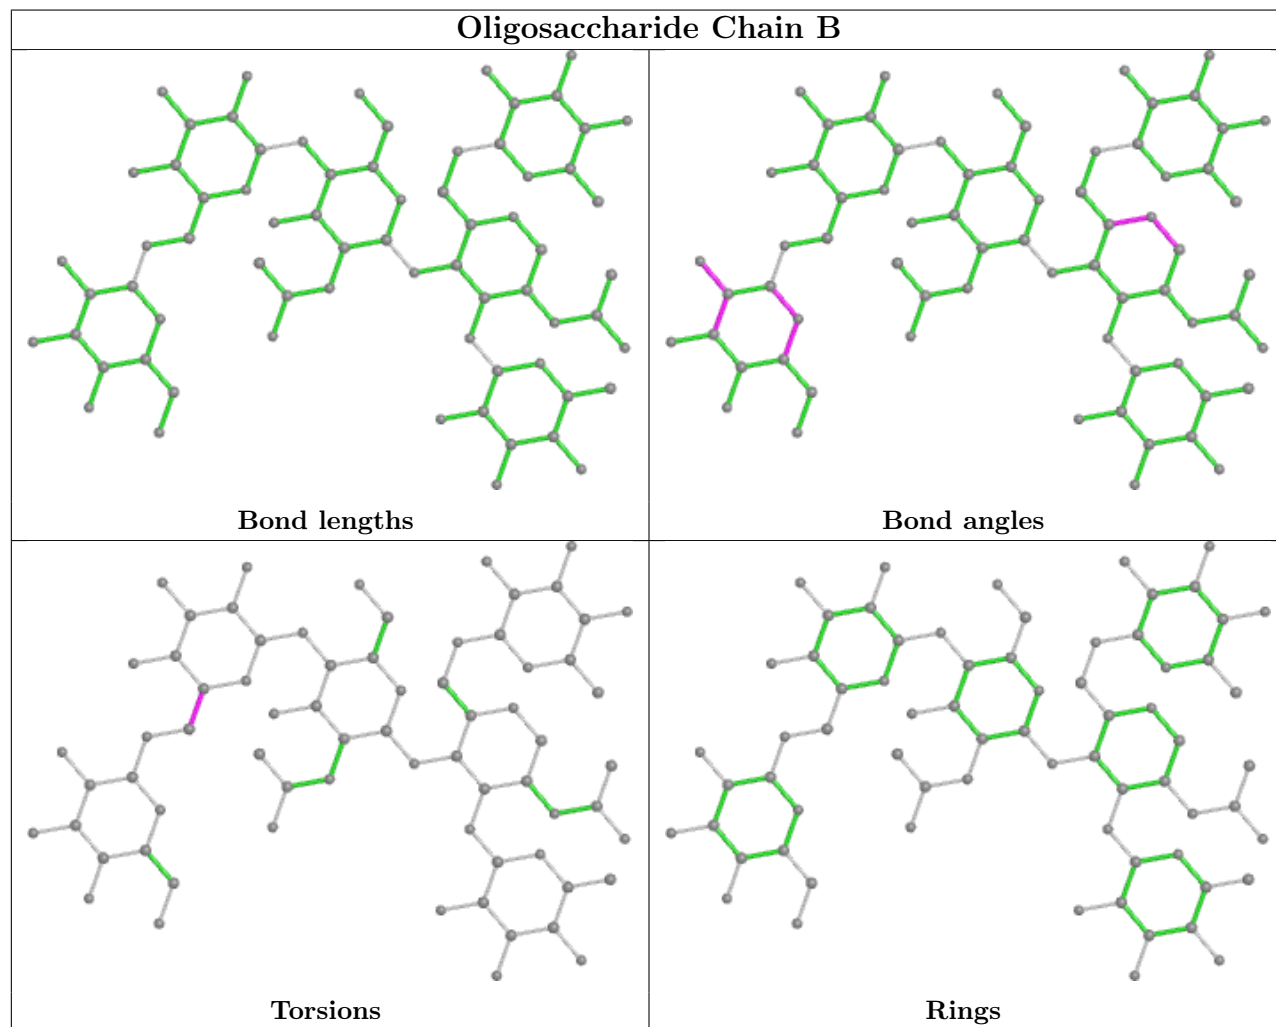 Oligosaccharide Chain B
Bond lengths
Bond angles
Torsions
Rings